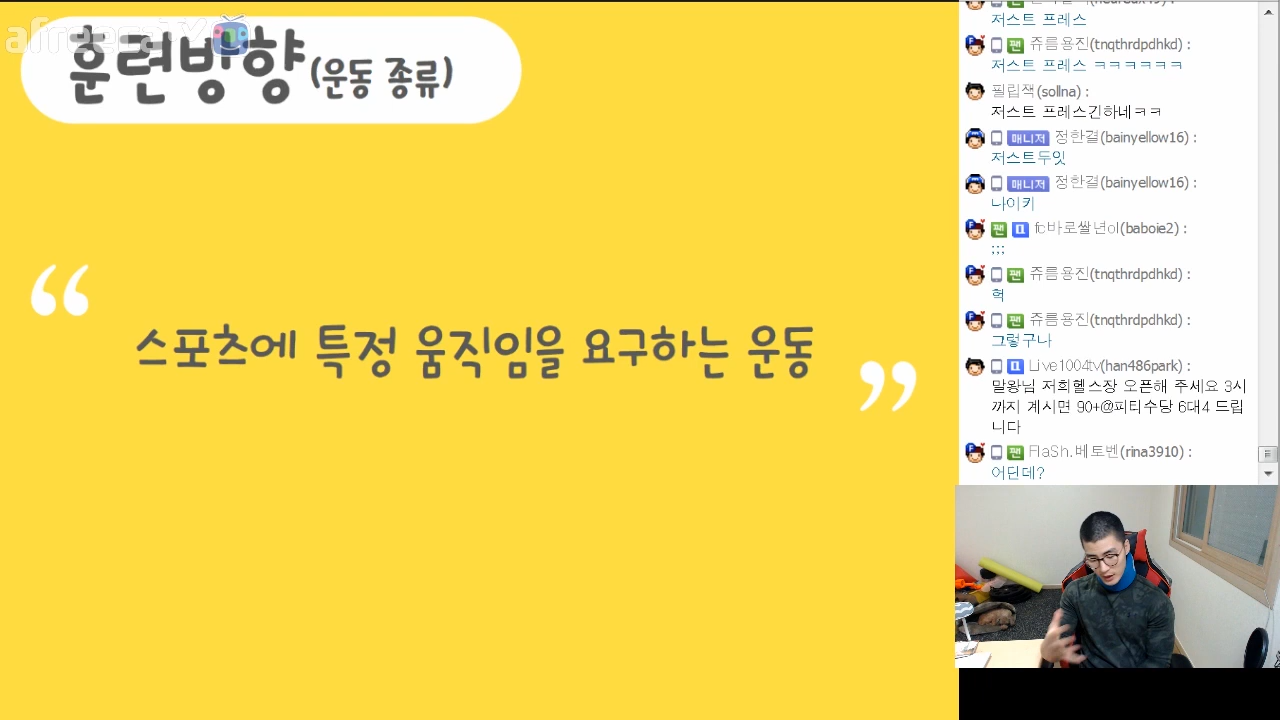 afreecaTV
훈련방향(운동 종류)
“
스포츠에 특정 움직임을 요구하는 운동
”
저스트 프레스
팬 쥬름용진(tnqthrdpdhkd) :
저스트 프레스 ㅋㅋㅋㅋㅋㅋ
필립잭(sollna) :
저스트 프레스긴하네ㅋㅋ
매니저 정한결(bainyellow16) :
저스트두잇
매니저 정한결(bainyellow16) :
나이키
팬 fc바로쌀년이(baboie2) :
;;;
팬 쥬름용진(tnqthrdpdhkd) :
헉
팬 쥬름용진(tnqthrdpdhkd) :
그렇구나
Live1004tv(han486park) :
말왕님 저희헬스장 오픈해 주세요 3시
까지 계시면 90+@피티수당 6대4 드립
니다
팬 FlaSh.베토벤(rina3910) :
어딘데?